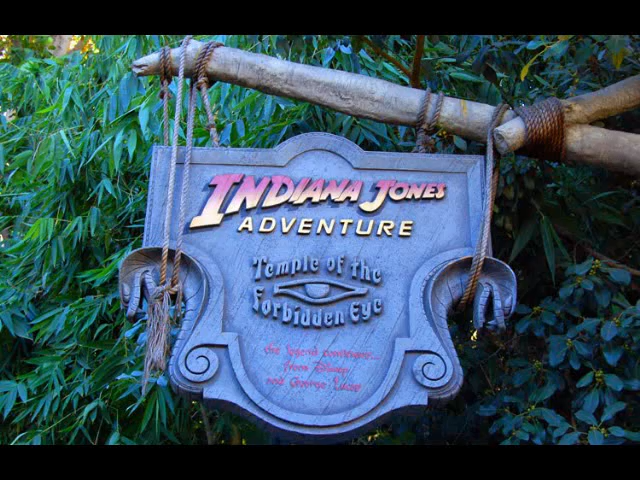 INDIANA JONES
ADVENTURE
Temple of the
Forbidden Eye
the legend continues...
from Disney
and George Lucas